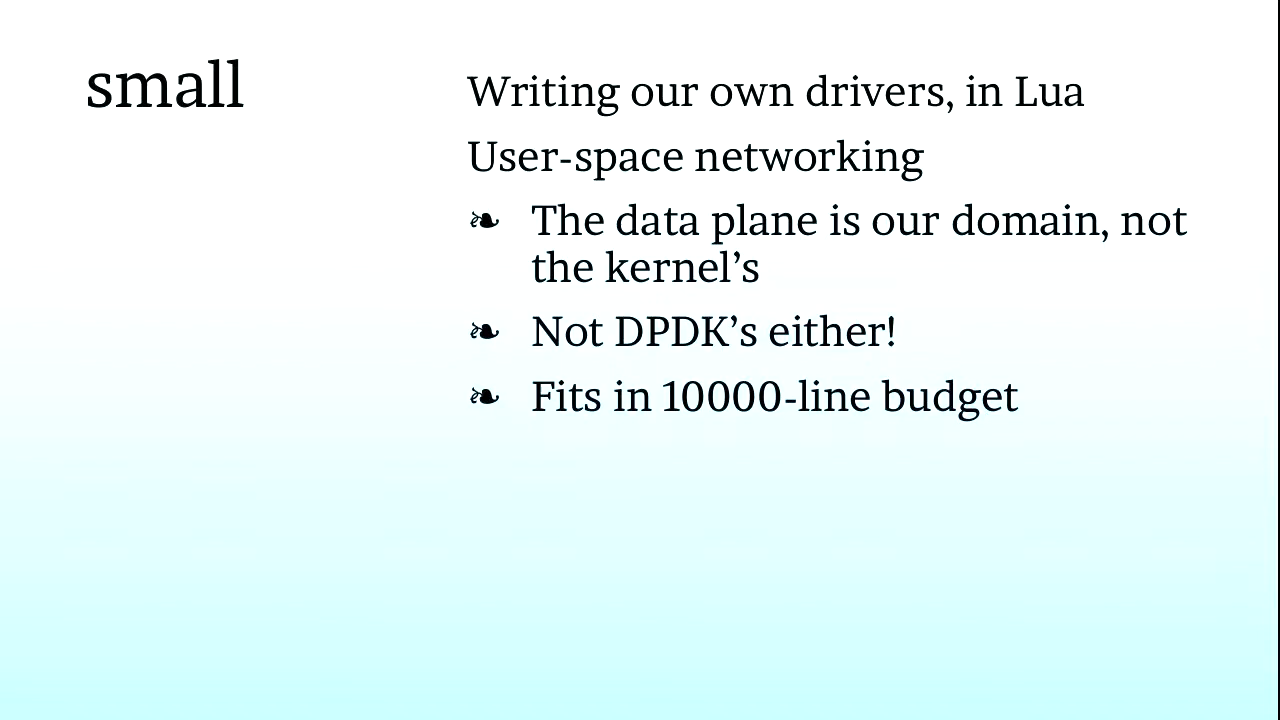 small
Writing our own drivers, in Lua
User-space networking
❧ The data plane is our domain, not
the kernel’s
❧ Not DPDK’s either!
❧ Fits in 10000-line budget